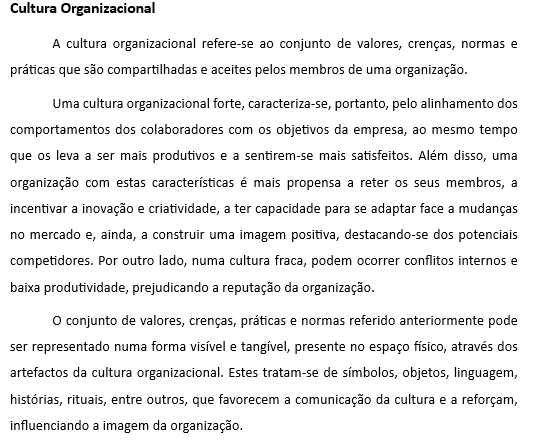 Cultura Organizacional
A cultura organizacional refere-se ao conjunto de valores, crenças, normas e
práticas que são compartilhadas e aceites pelos membros de uma organização.
Uma cultura organizacional forte, caracteriza-se, portanto, pelo alinhamento dos
comportamentos dos colaboradores com os objetivos da empresa, ao mesmo tempo
que os leva a ser mais produtivos e a sentirem-se mais satisfeitos. Além disso, uma
organização com estas características é mais propensa a reter os seus membros, a
incentivar a inovação e criatividade, a ter capacidade para se adaptar face a mudanças
no mercado e, ainda, a construir uma imagem positiva, destacando-se dos potenciais
competidores. Por outro lado, numa cultura fraca, podem ocorrer conflitos internos e
baixa produtividade, prejudicando a reputação da organização.
O conjunto de valores, crenças, práticas e normas referido anteriormente pode
ser representado numa forma visível e tangível, presente no espaço físico, através dos
artefactos da cultura organizacional. Estes tratam-se de símbolos, objetos, linguagem,
histórias, rituais, entre outros, que favorecem a comunicação da cultura e a reforçam,
influenciando a imagem da organização.